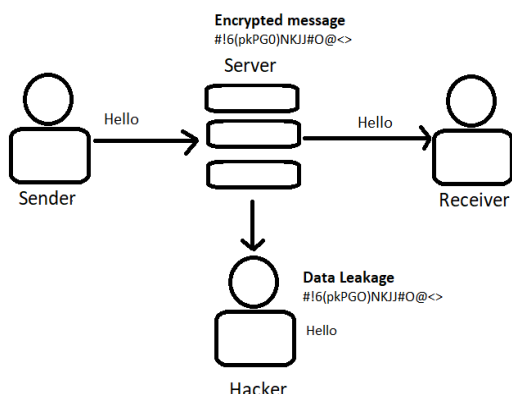 Encrypted message
#!6(pkPG0)NKJJ#O@<>
Server
Hello
Hello
Sender
Receiver
Data Leakage
#!6(pkPGO)NKJJ#O@<>
Hello
Hacker